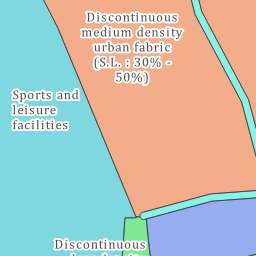 Discontinuous
medium density
urban fabric
(S.L. : 30% -
50%)
Sports and
leisure
facilities
Discontinuous